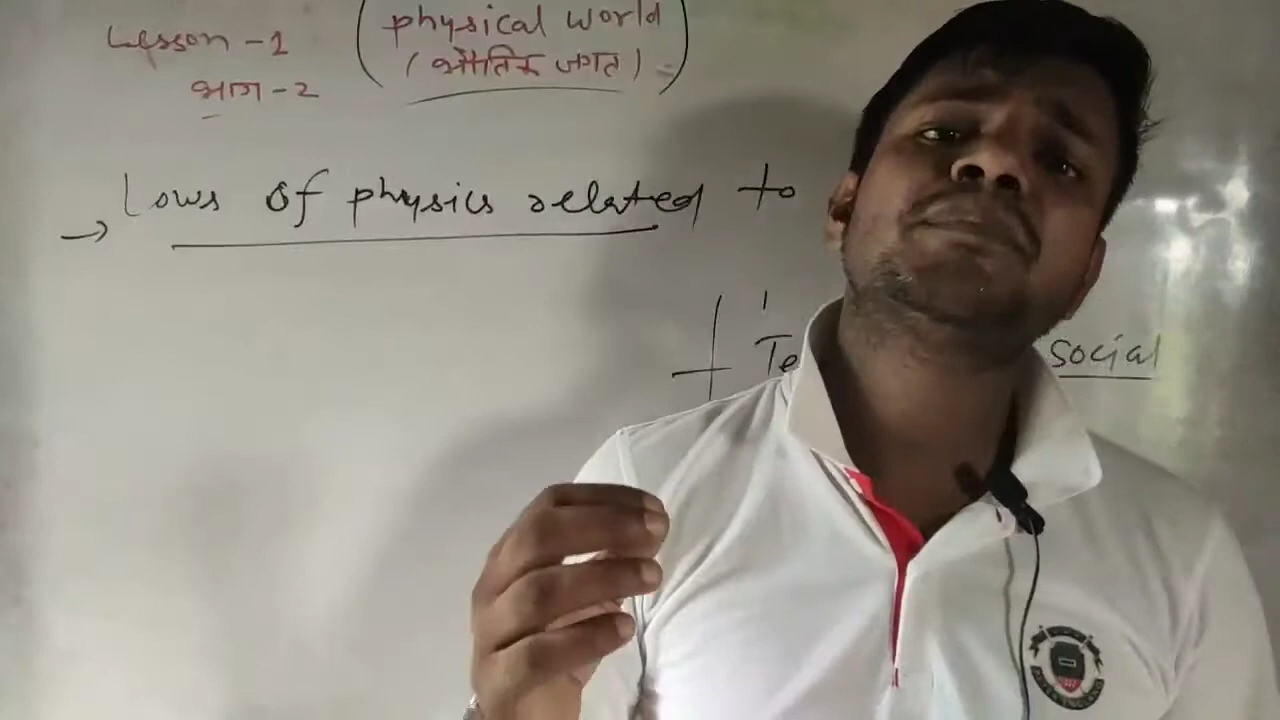 Lesson - 1
(physical world
भाग - 2
(भौतिक जगत))
→ Lows of physics related to
Te
social